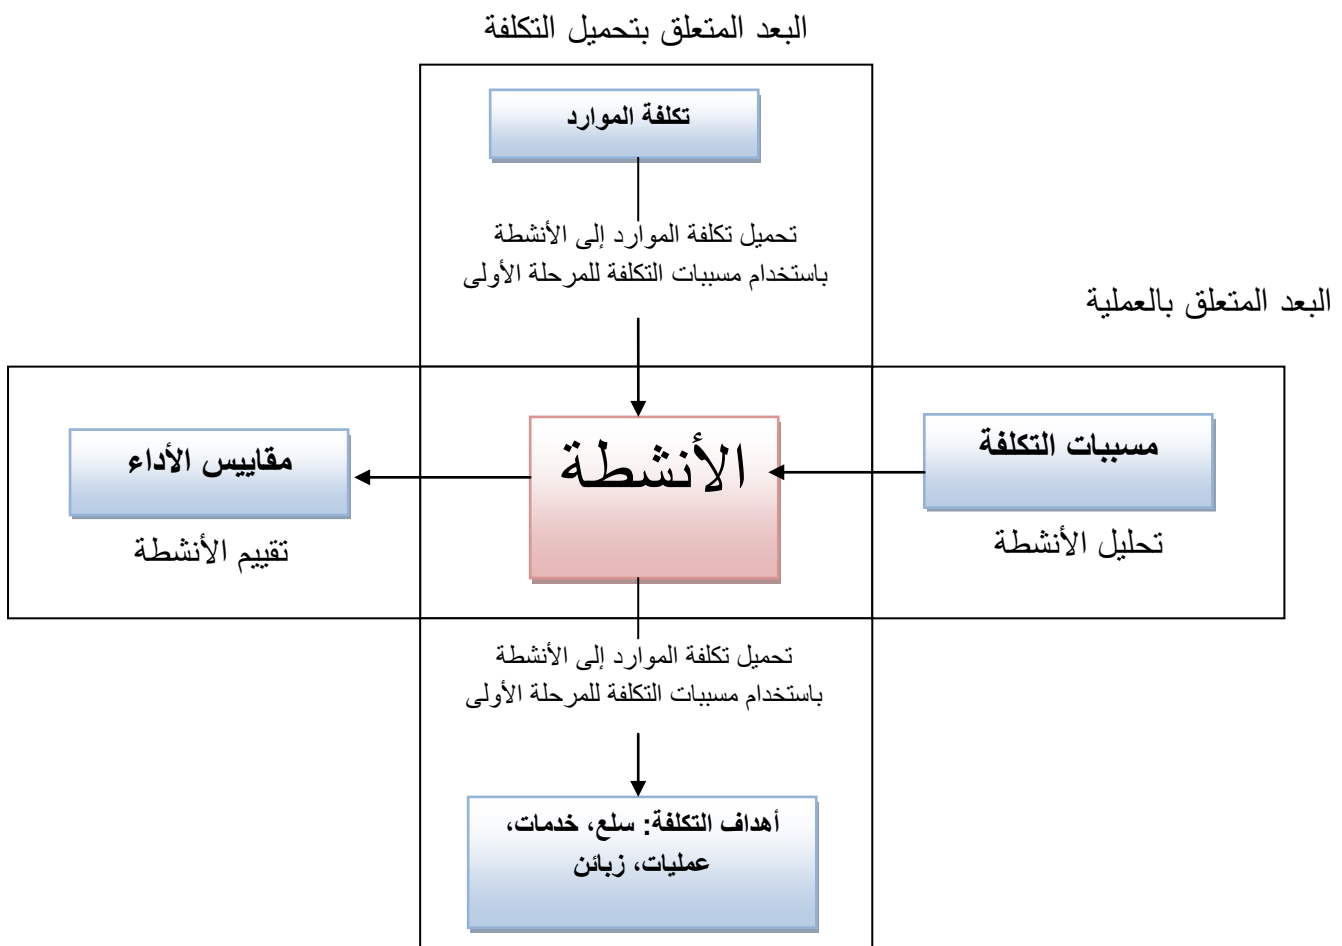 البعد المتعلق بتحميل التكلفة
تكلفة الموارد
تحميل تكلفة الموارد إلى الأنشطة
باستخدام مسببات التكلفة للمرحلة الأولى
البعد المتعلق بالعملية
مسببات التكلفة
الأنشطة
مقاييس الأداء
تحليل الأنشطة
تقييم الأنشطة
تحميل تكلفة الموارد إلى الأنشطة
باستخدام مسببات التكلفة للمرحلة الأولى
أهداف التكلفة: سلع، خدمات،
عمليات، زبائن